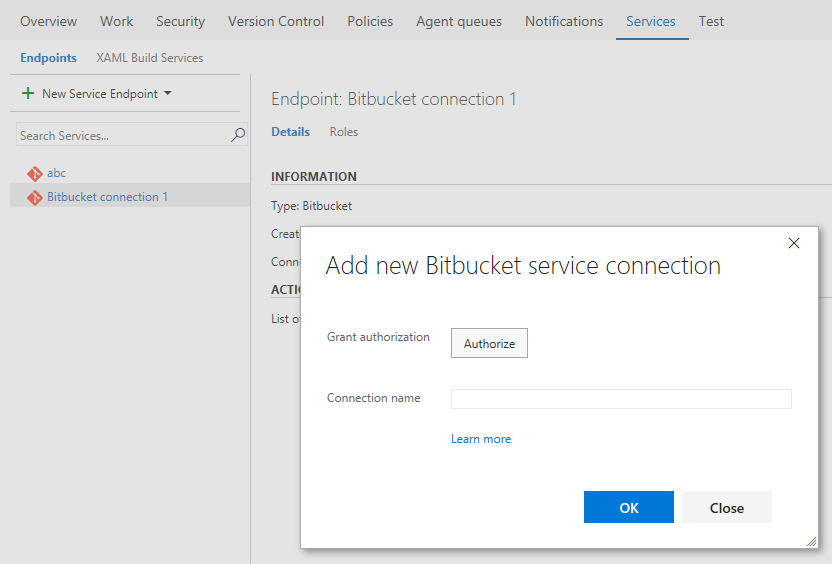 Overview Work Security Version Control Policies Agent queues Notifications Services Test
Endpoints XAML Build Services
+ New Service Endpoint
Search Services...
abc
Bitbucket connection 1
Endpoint: Bitbucket connection 1
Details Roles
INFORMATION
Type: Bitbucket
Creat
Conn
ACTI
List o
Add new Bitbucket service connection
Grant authorization Authorize
Connection name
Learn more
OK Close